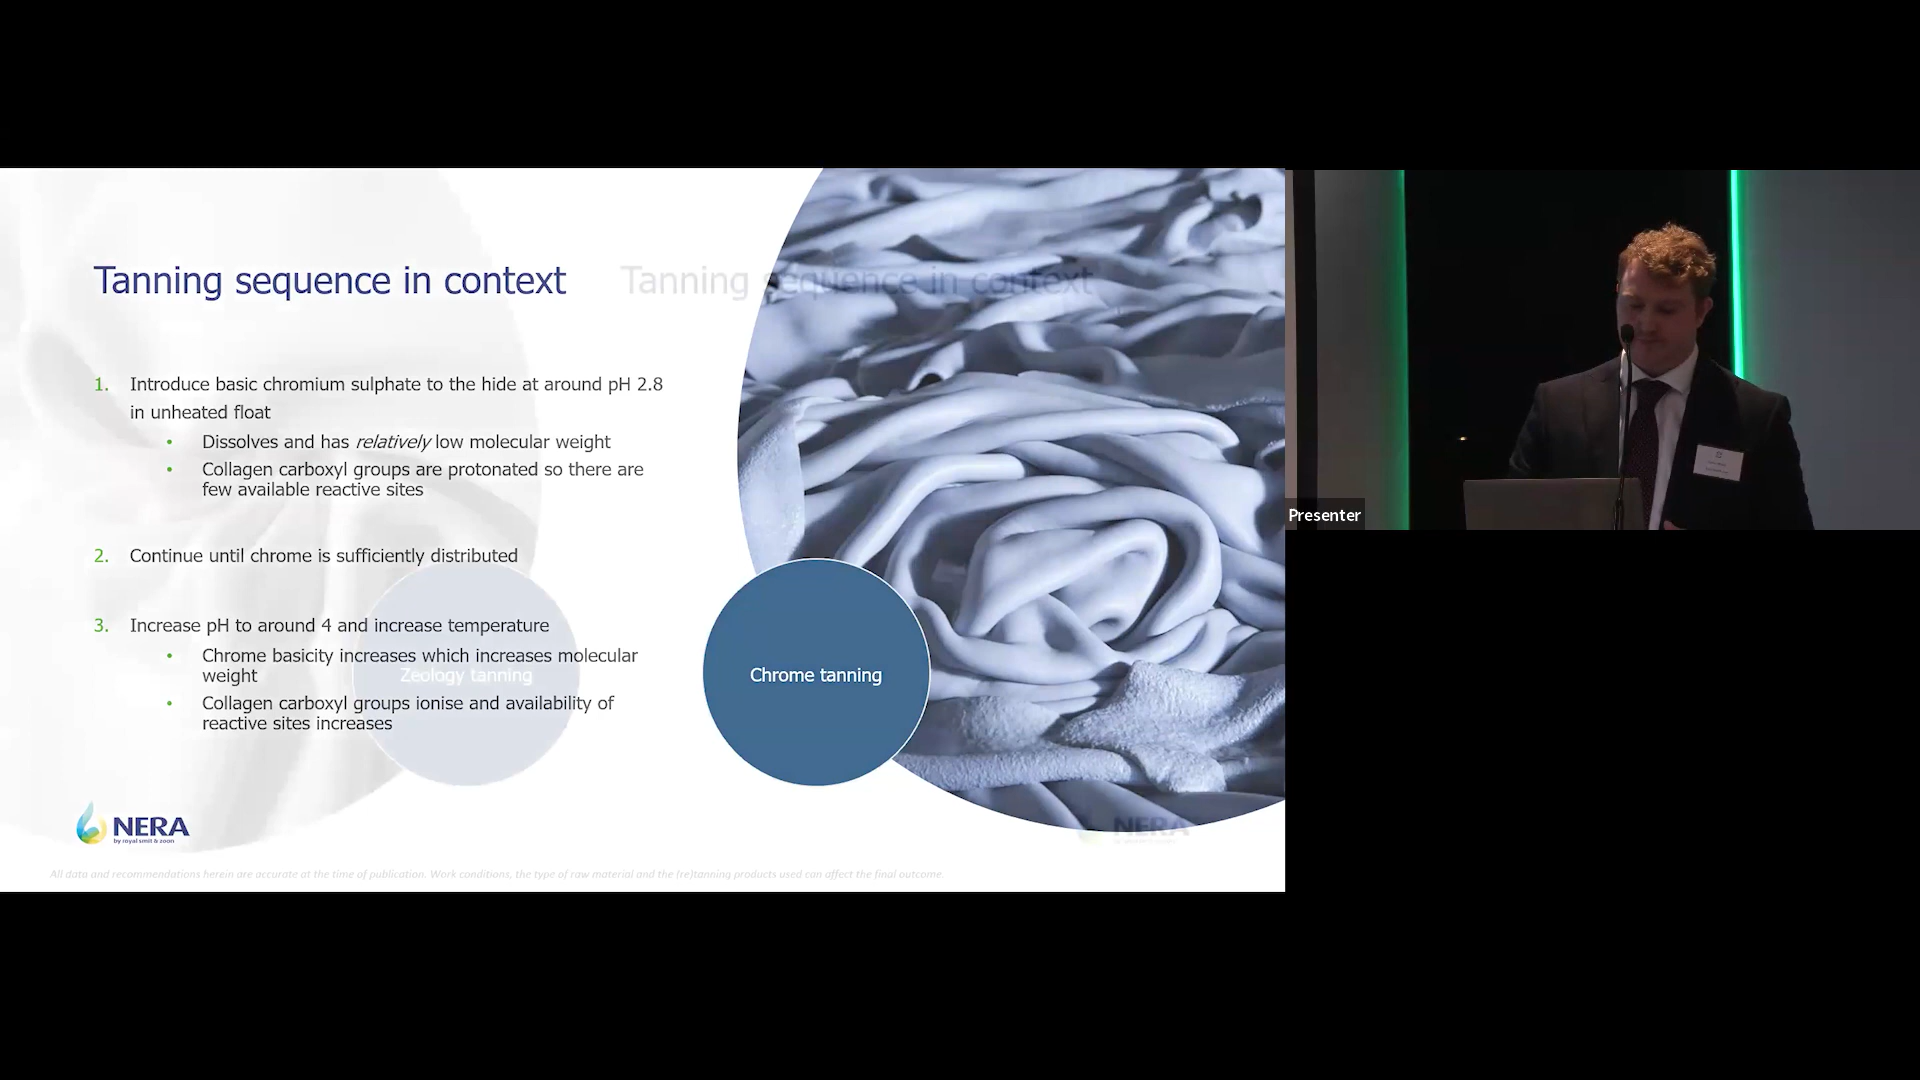 Tanning sequence in context
Tanning sequence in context
1. Introduce basic chromium sulphate to the hide at around pH 2.8
in unheated float
• Dissolves and has relatively low molecular weight
• Collagen carboxyl groups are protonated so there are
few available reactive sites
2. Continue until chrome is sufficiently distributed
3. Increase pH to around 4 and increase temperature
• Chrome basicity increases which increases molecular
weight
• Collagen carboxyl groups ionise and availability of
reactive sites increases
Zeology tanning
Chrome tanning
NERA
by royal smit & zoon
NERA
All data and recommendations herein are accurate at the time of publication. Work conditions, the type of raw material and the (re)tanning products used can affect the final outcome.
Presenter